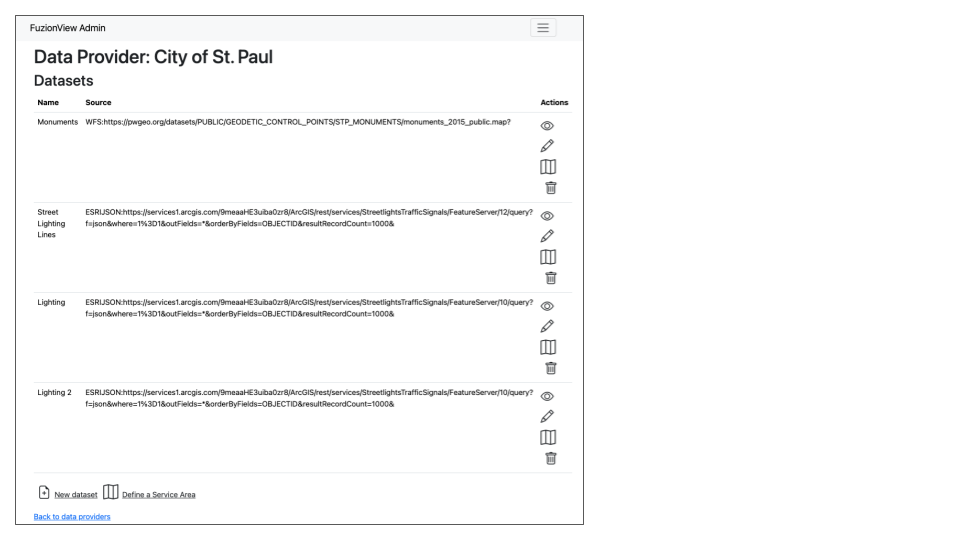 FuzionView Admin
Data Provider: City of St. Paul
Datasets
Name Source Actions
Monuments WFS:https://pwgeo.org/datasets/PUBLIC/GEODETIC_CONTROL_POINTS/STP_MONUMENTS/monuments_2015_public.map?
Street ESRIJSON:https://services1.arcgis.com/9meaaHE3uiba0zr8/ArcGIS/rest/services/StreetlightsTrafficSignals/FeatureServer/12/query?
Lighting f=json&where=1%3D1&outFields=*&orderByFields=OBJECTID&resultRecordCount=1000&
Lines
Lighting ESRIJSON:https://services1.arcgis.com/9meaaHE3uiba0zr8/ArcGIS/rest/services/StreetlightsTrafficSignals/FeatureServer/10/query?
f=json&where=1%3D1&outFields=*&orderByFields=OBJECTID&resultRecordCount=1000&
Lighting 2 ESRIJSON:https://services1.arcgis.com/9meaaHE3uiba0zr8/ArcGIS/rest/services/StreetlightsTrafficSignals/FeatureServer/10/query?
f=json&where=1%3D1&outFields=*&orderByFields=OBJECTID&resultRecordCount=1000&
New dataset Define a Service Area
Back to data providers